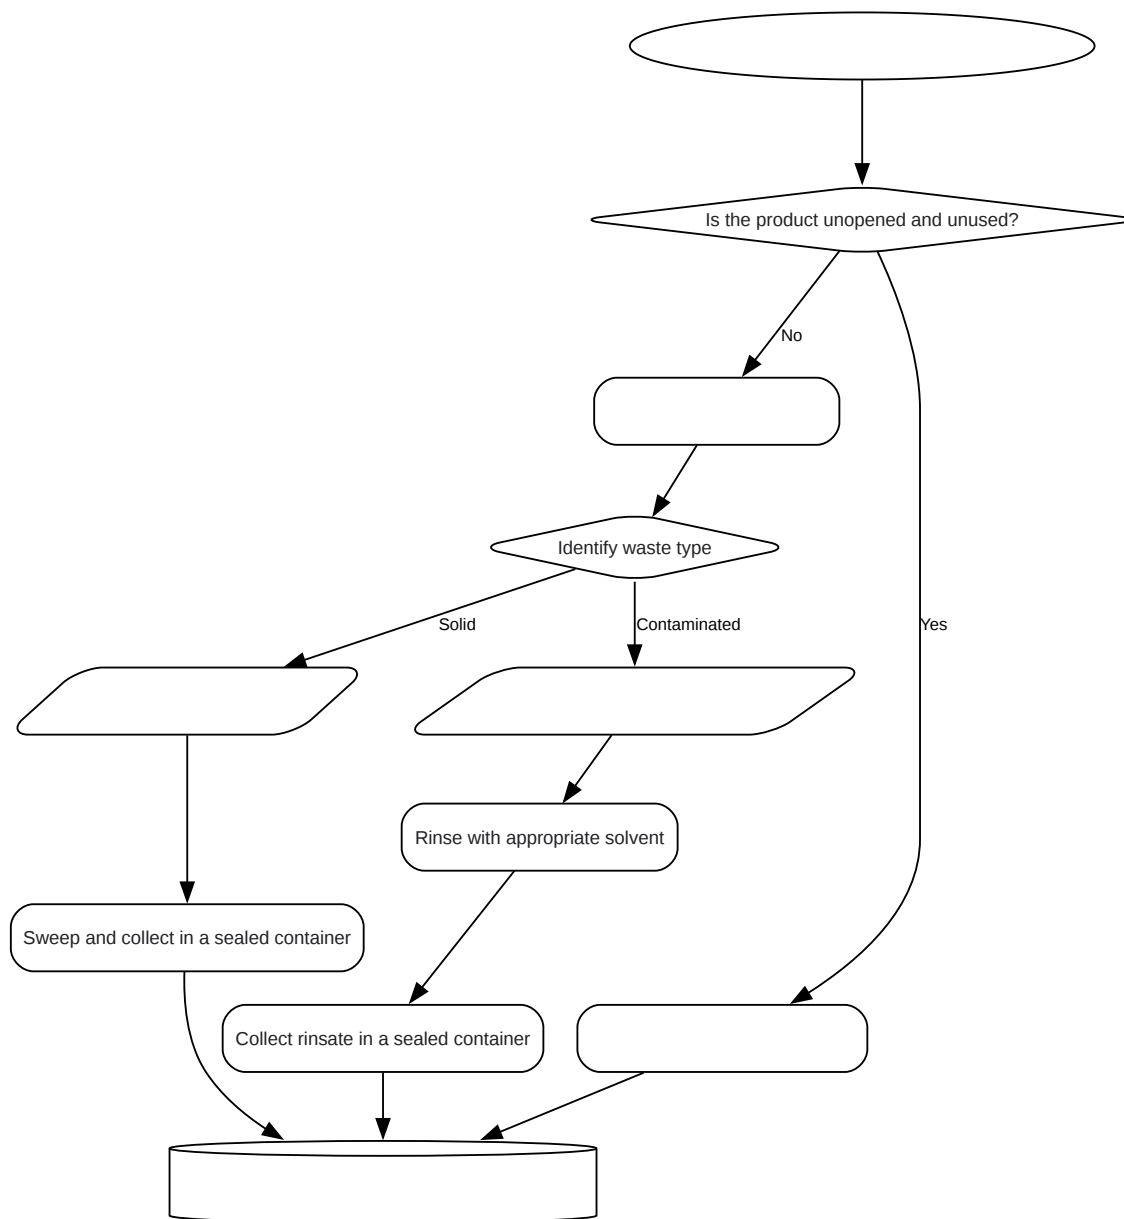 Is the product unopened and unused?
No
Identify waste type
Solid
Contaminated
Yes
Rinse with appropriate solvent
Sweep and collect in a sealed container
Collect rinsate in a sealed container